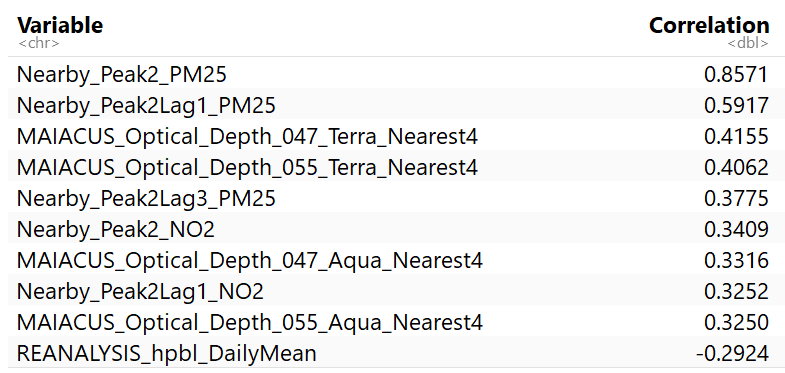 Variable Correlation
<chr> <dbl>
Nearby_Peak2_PM25 0.8571
Nearby_Peak2Lag1_PM25 0.5917
MAIACUS_Optical_Depth_047_Terra_Nearest4 0.4155
MAIACUS_Optical_Depth_055_Terra_Nearest4 0.4062
Nearby_Peak2Lag3_PM25 0.3775
Nearby_Peak2_NO2 0.3409
MAIACUS_Optical_Depth_047_Aqua_Nearest4 0.3316
Nearby_Peak2Lag1_NO2 0.3252
MAIACUS_Optical_Depth_055_Aqua_Nearest4 0.3250
REANALYSIS_hpbl_DailyMean -0.2924